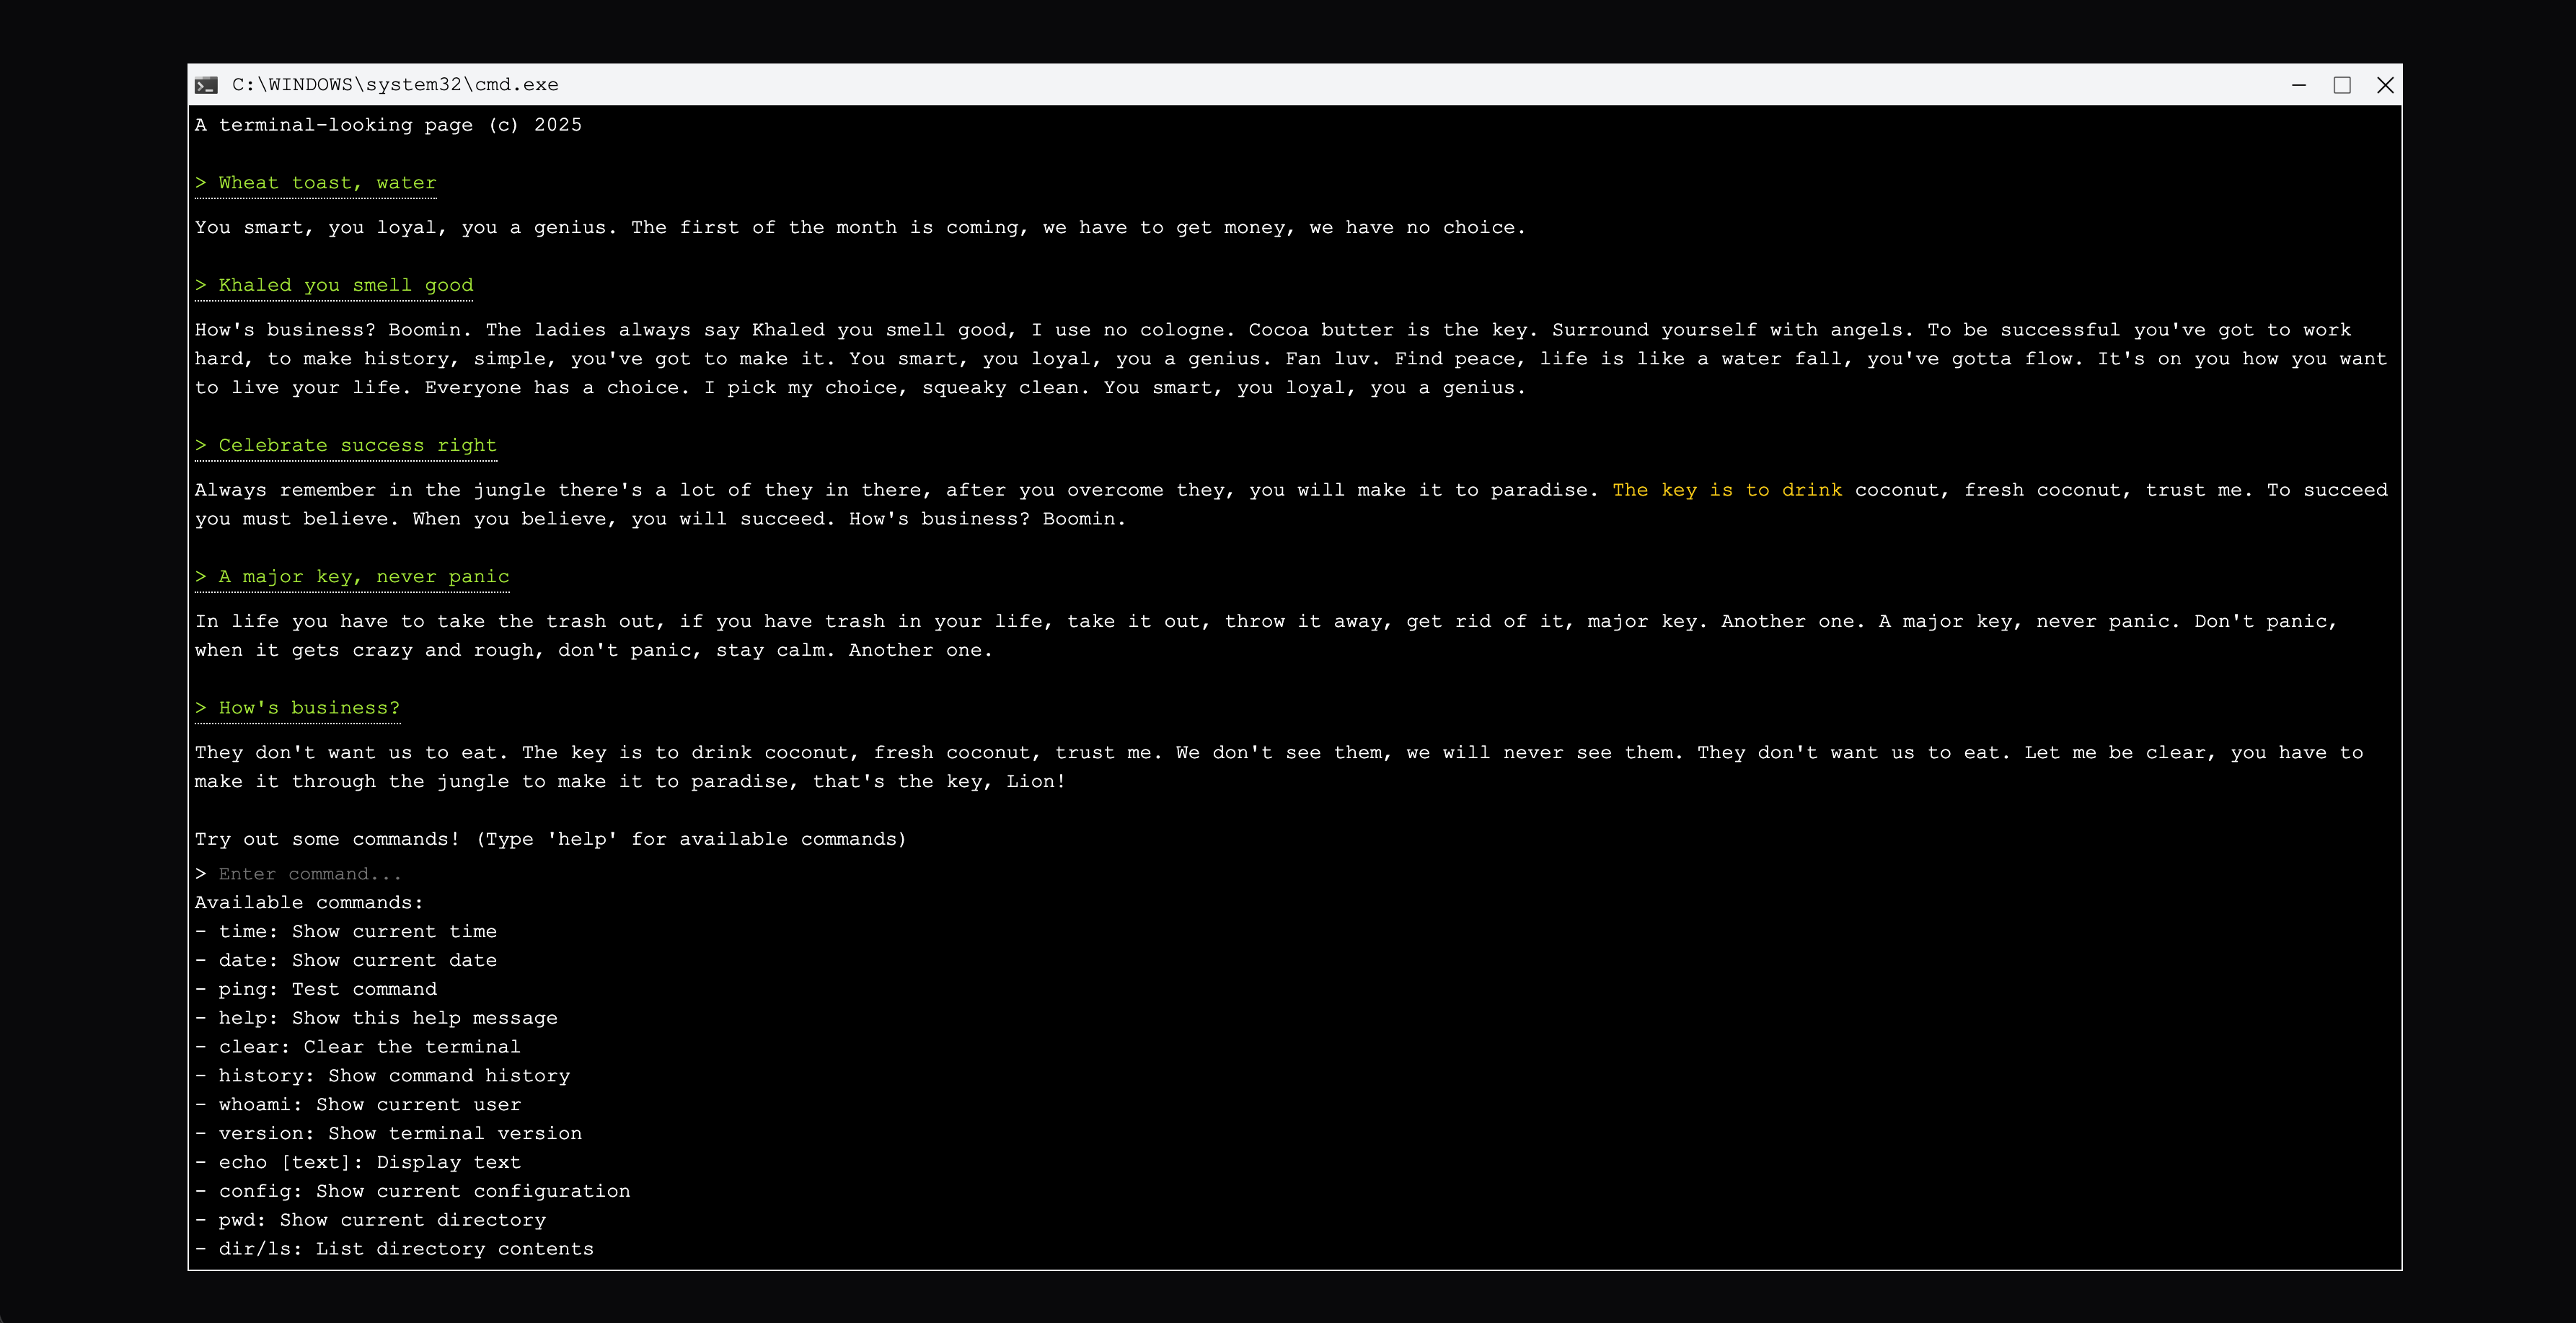 C:\WINDOWS\system32\cmd.exe
A terminal-looking page (c) 2025
> Wheat toast, water
You smart, you loyal, you a genius. The first of the month is coming, we have to get money, we have no choice.
> Khaled you smell good
How's business? Boomin. The ladies always say Khaled you smell good, I use no cologne. Cocoa butter is the key. Surround yourself with angels. To be successful you've got to work
hard, to make history, simple, you've got to make it. You smart, you loyal, you a genius. Fan luv. Find peace, life is like a water fall, you've gotta flow. It's on you how you want
to live your life. Everyone has a choice. I pick my choice, squeaky clean. You smart, you loyal, you a genius.
> Celebrate success right
Always remember in the jungle there's a lot of they in there, after you overcome they, you will make it to paradise. The key is to drink coconut, fresh coconut, trust me. To succeed
you must believe. When you believe, you will succeed. How's business? Boomin.
> A major key, never panic
In life you have to take the trash out, if you have trash in your life, take it out, throw it away, get rid of it, major key. Another one. A major key, never panic. Don't panic,
when it gets crazy and rough, don't panic, stay calm. Another one.
> How's business?
They don't want us to eat. The key is to drink coconut, fresh coconut, trust me. We don't see them, we will never see them. They don't want us to eat. Let me be clear, you have to
make it through the jungle to make it to paradise, that's the key, Lion!
Try out some commands! (Type 'help' for available commands)
> Enter command...
Available commands:
- time: Show current time
- date: Show current date
- ping: Test command
- help: Show this help message
- clear: Clear the terminal
- history: Show command history
- whoami: Show current user
- version: Show terminal version
- echo [text]: Display text
- config: Show current configuration
- pwd: Show current directory
- dir/ls: List directory contents